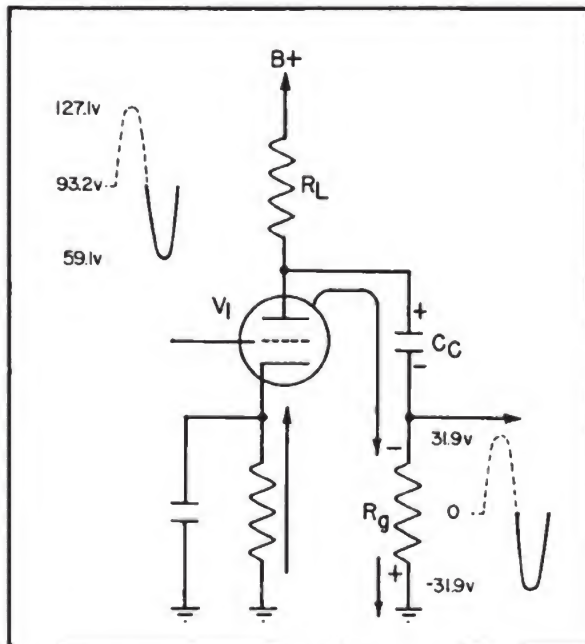 B+
127.1v
93.2v
59.1v
RL
V1
+
CC
-
31.9v
-
Rg
0
+
-31.9v